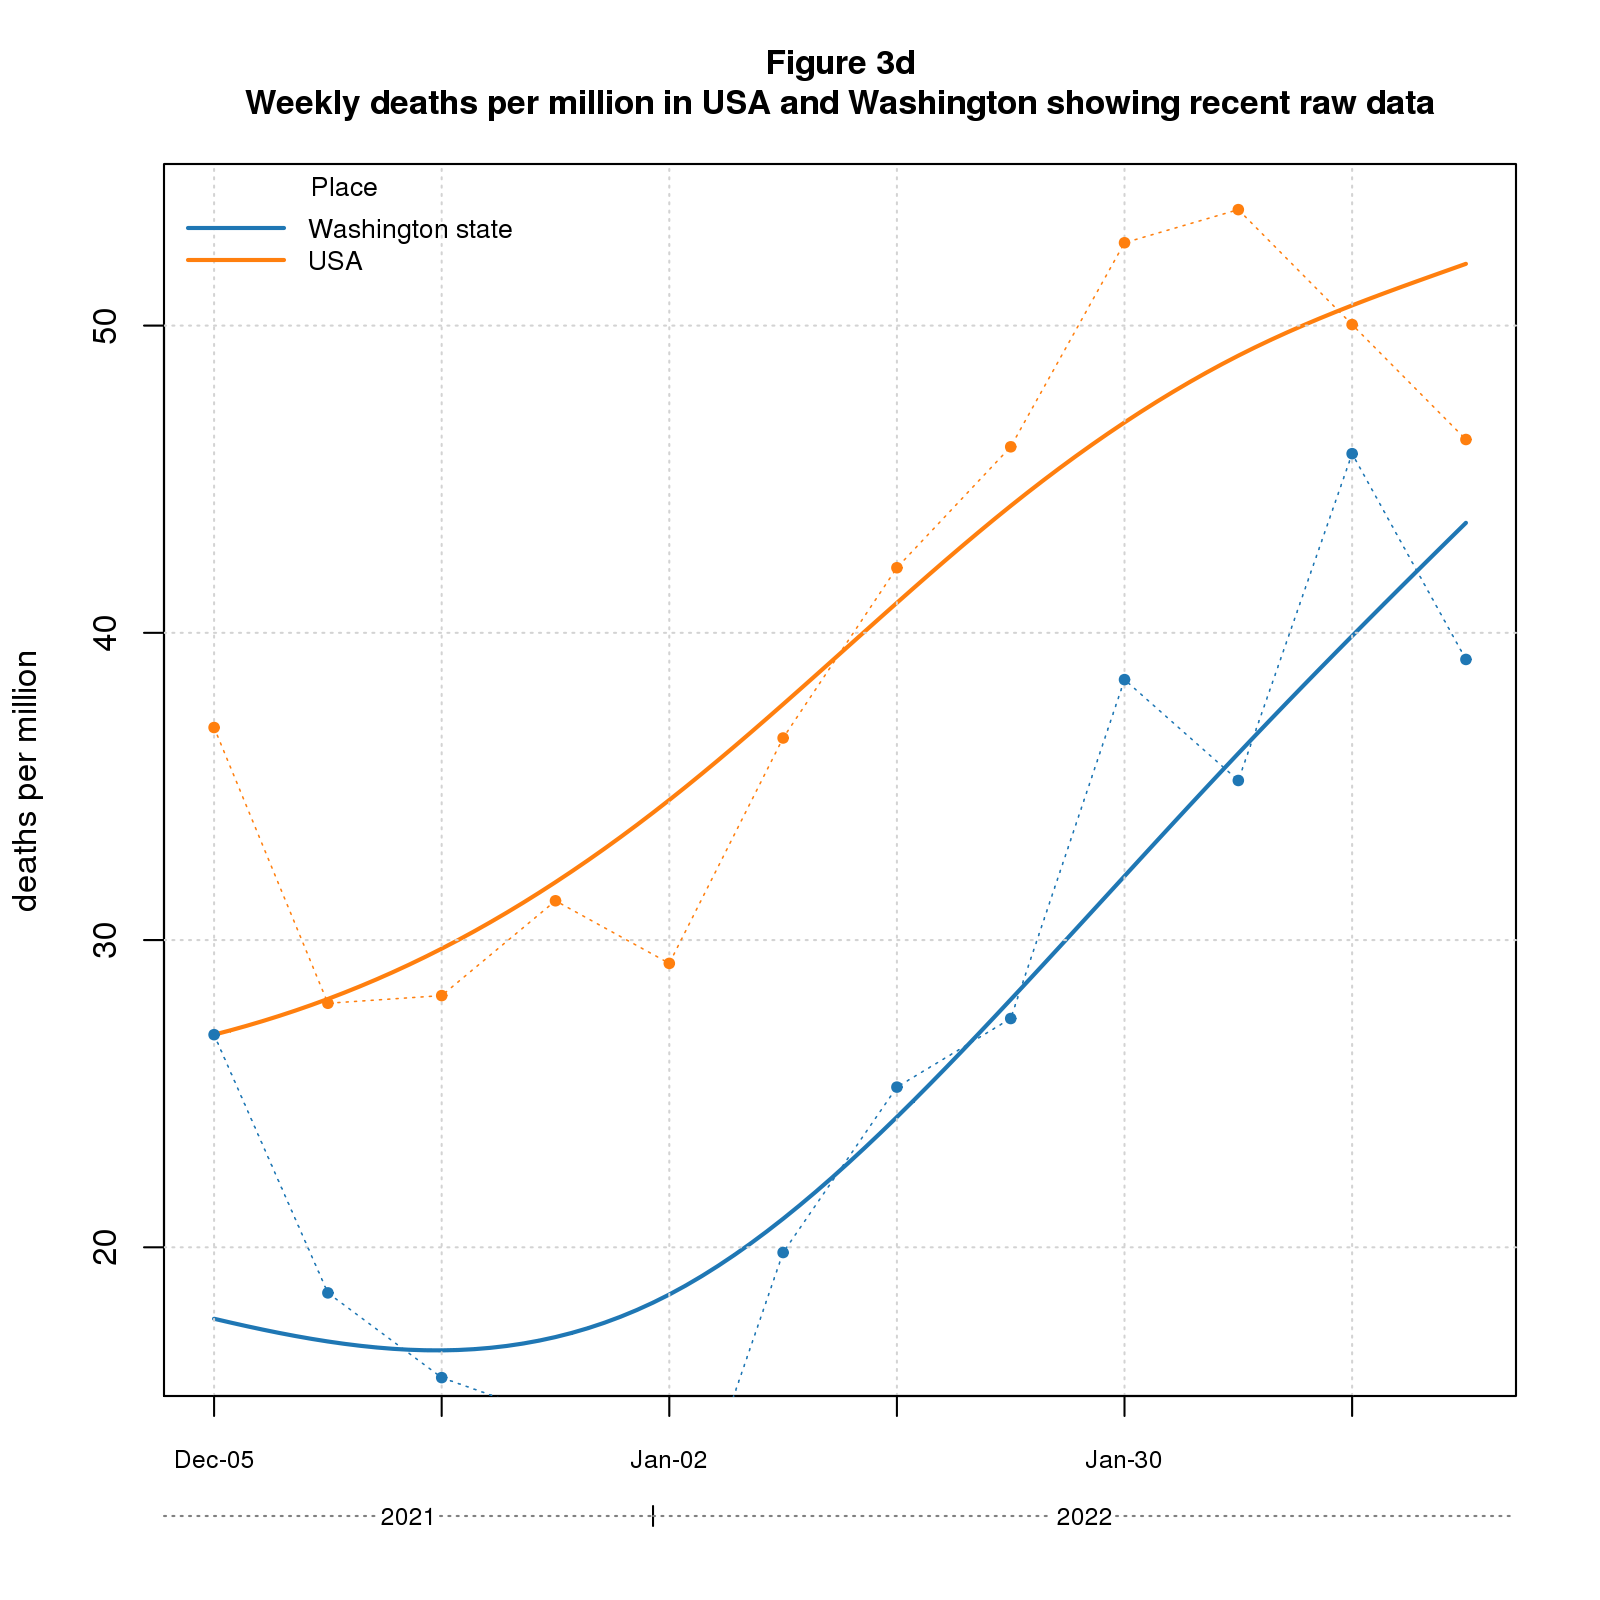 Figure 3d
Weekly deaths per million in USA and Washington showing recent raw data
Place
Washington state
USA
deaths per million
50
40
30
20
Dec-05 Jan-02 Jan-30
2021 2022